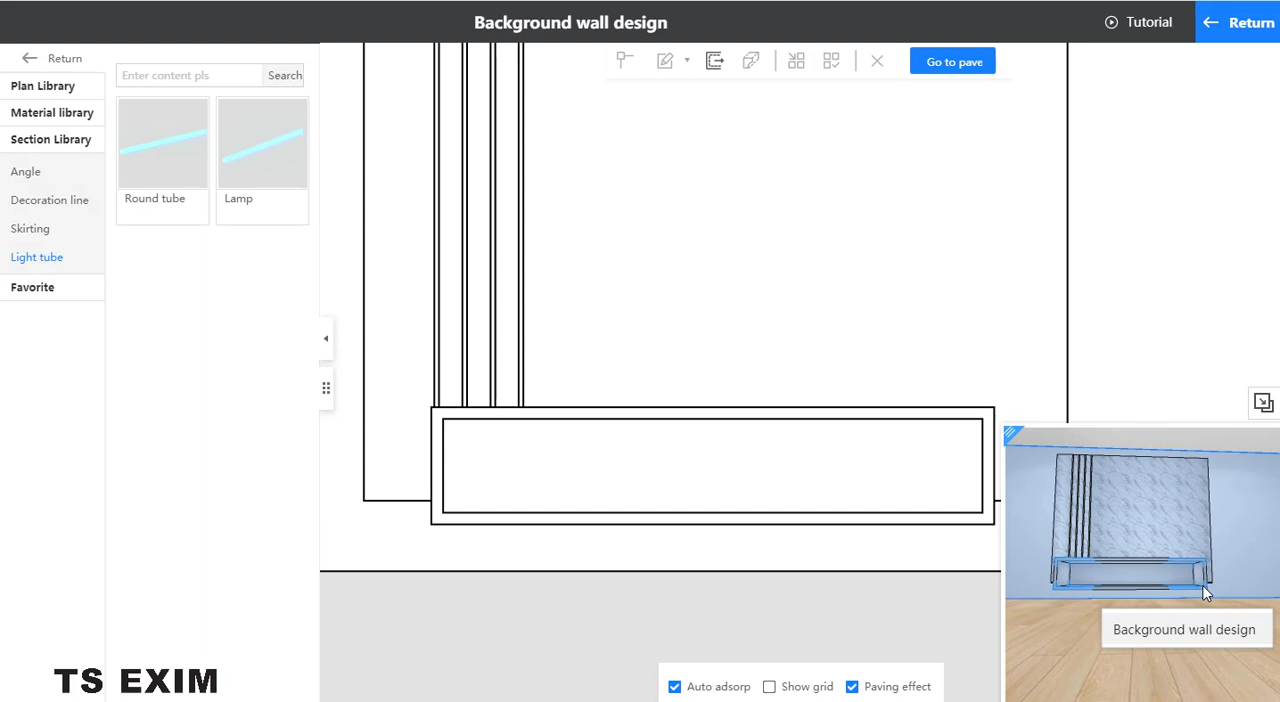 Background wall design
Tutorial
Return
Return
Enter content pls
Search
Go to pave
Plan Library
Material library
Section Library
Angle
Decoration line
Skirting
Light tube
Favorite
Round tube
Lamp
Background wall design
TS EXIM
Auto adsorp
Show grid
Paving effect